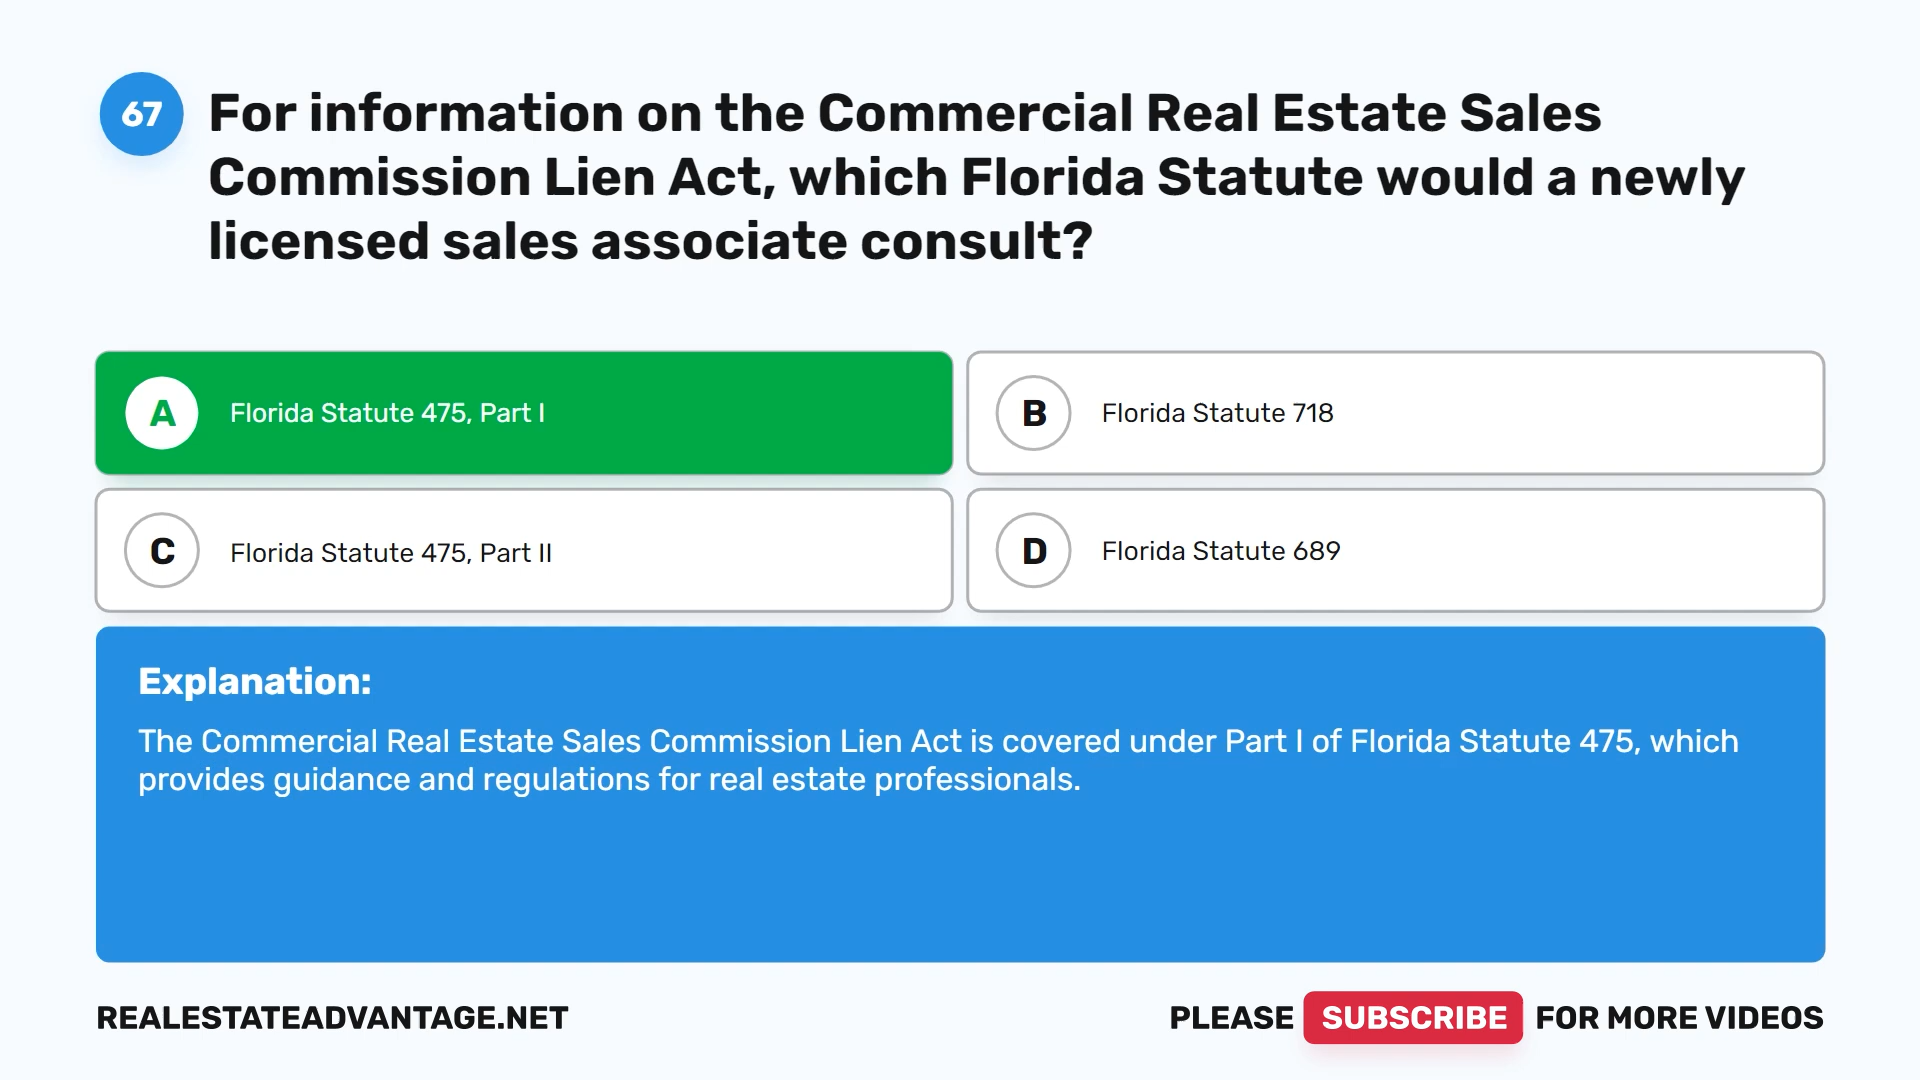 67
For information on the Commercial Real Estate Sales
Commission Lien Act, which Florida Statute would a newly
licensed sales associate consult?
A Florida Statute 475, Part I
B Florida Statute 718
C Florida Statute 475, Part II
D Florida Statute 689
Explanation:
The Commercial Real Estate Sales Commission Lien Act is covered under Part I of Florida Statute 475, which
provides guidance and regulations for real estate professionals.
REALESTATEADVANTAGE.NET
PLEASE SUBSCRIBE FOR MORE VIDEOS